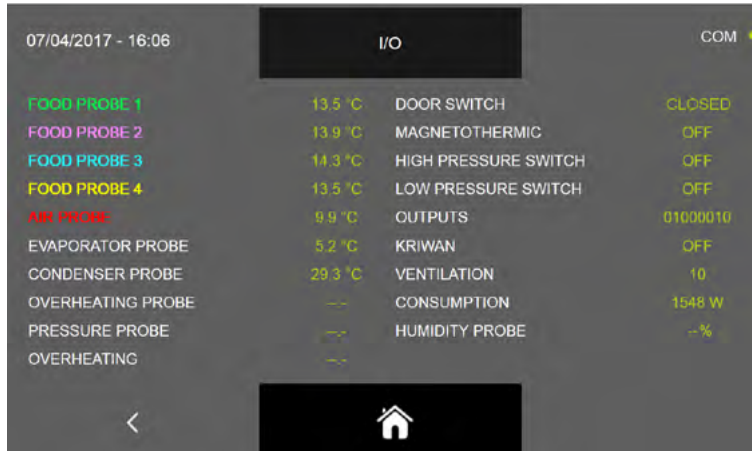 07/04/2017 - 16:06
I/O
COM
FOOD PROBE 1 13.5 °C DOOR SWITCH CLOSED
FOOD PROBE 2 13.9 °C MAGNETOTHERMIC OFF
FOOD PROBE 3 14.3 °C HIGH PRESSURE SWITCH OFF
FOOD PROBE 4 13.5 °C LOW PRESSURE SWITCH OFF
AIR PROBE 9.9 °C OUTPUTS 01000010
EVAPORATOR PROBE 5.2 °C KRIWAN OFF
CONDENSER PROBE 29.3 °C VENTILATION 10
OVERHEATING PROBE --.- CONSUMPTION 1548 W
PRESSURE PROBE --.- HUMIDITY PROBE --%
OVERHEATING --.-